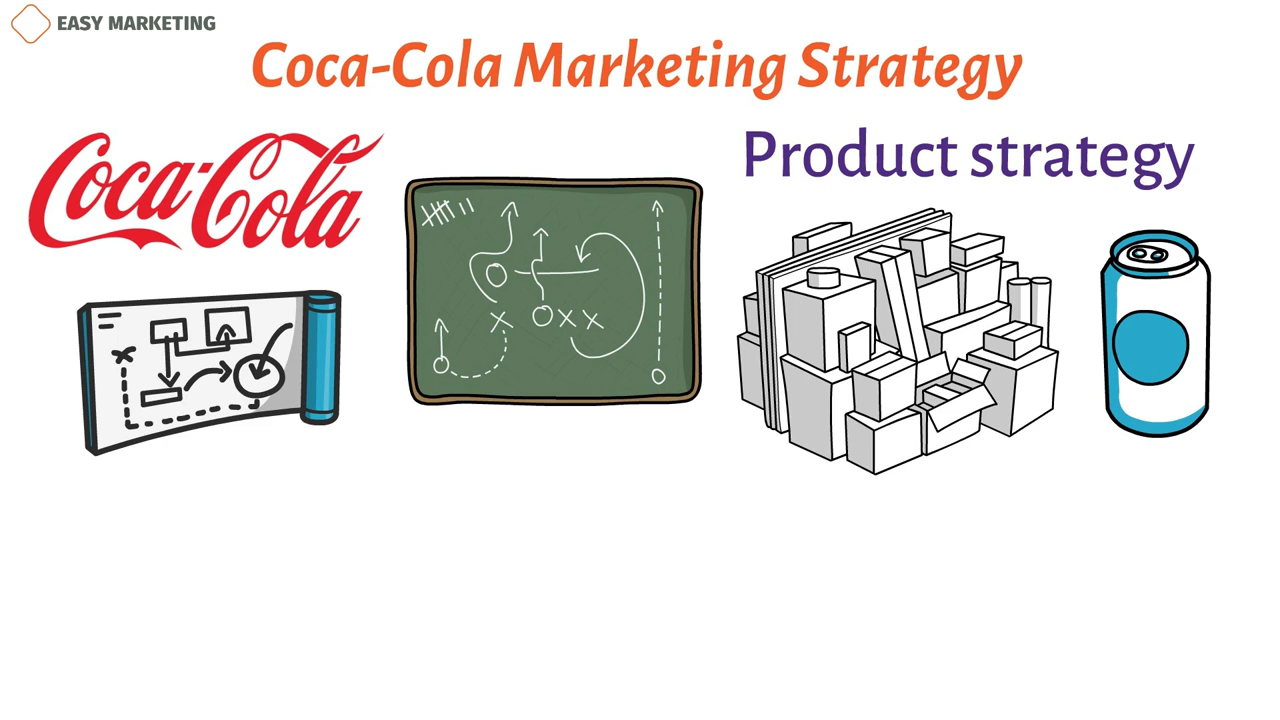 EASY MARKETING
Coca-Cola Marketing Strategy
Coca-Cola
Product strategy